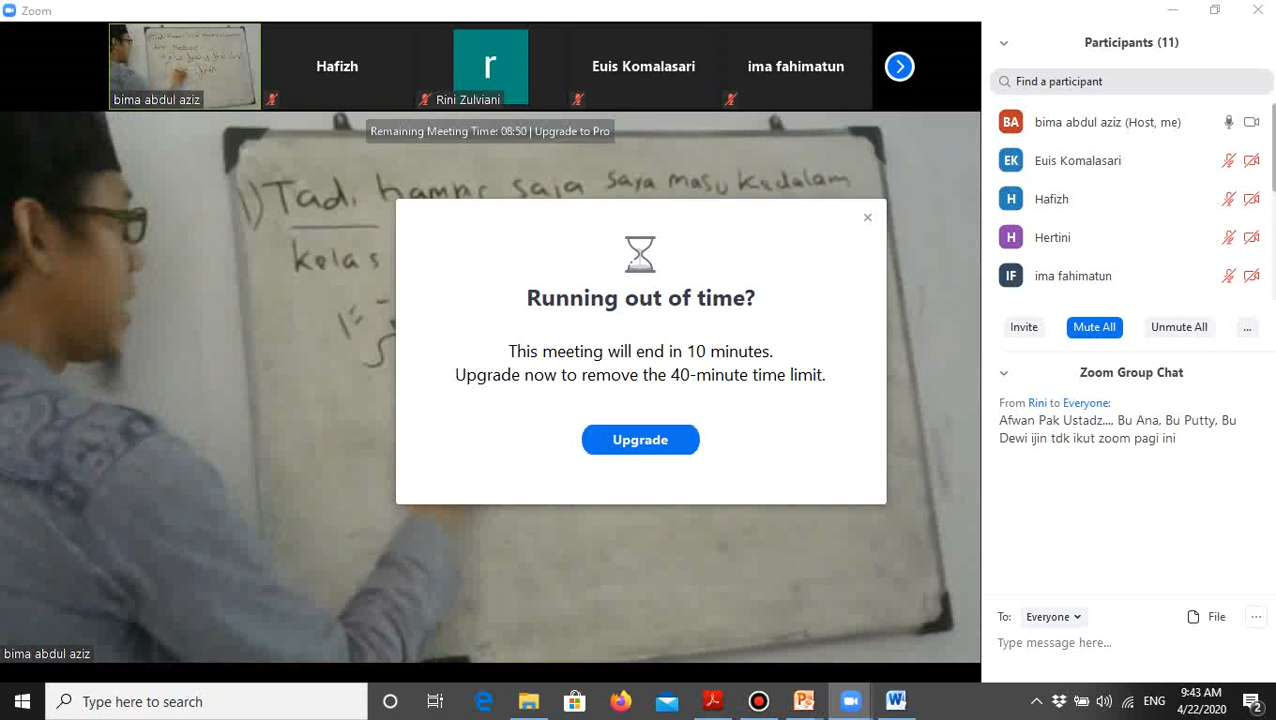 Zoom
bima abdul aziz
Hafizh
r
Rini Zulviani
Euis Komalasari
ima fahimatun
Remaining Meeting Time: 08:50 | Upgrade to Pro
1) Tadi hampir saja saya masu kedalam
kelas
Running out of time?
This meeting will end in 10 minutes.
Upgrade now to remove the 40-minute time limit.
Upgrade
bima abdul aziz
Participants (11)
Find a participant
BA bima abdul aziz (Host, me)
EK Euis Komalasari
H Hafizh
H Hertini
IF ima fahimatun
Invite Mute All Unmute All ...
Zoom Group Chat
From Rini to Everyone:
Afwan Pak Ustadz..., Bu Ana, Bu Putty, Bu
Dewi ijin tdk ikut zoom pagi ini
To: Everyone File ...
Type message here...
Type here to search
ENG
9:43 AM
4/22/2020
2